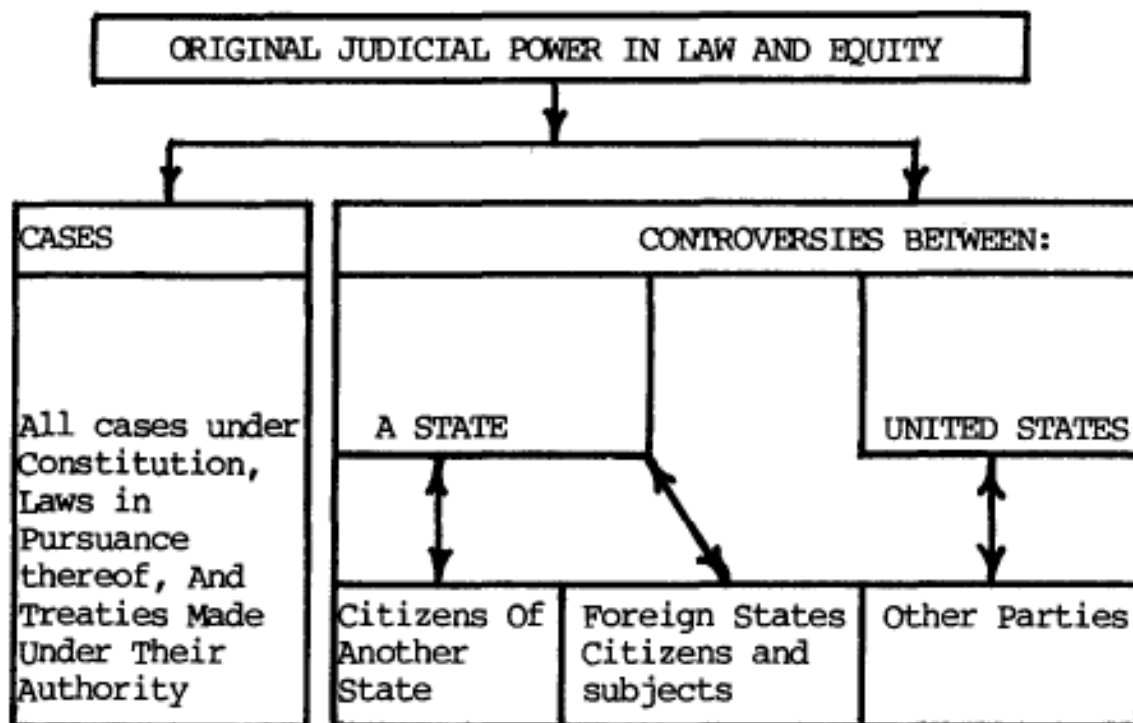 ORIGINAL JUDICIAL POWER IN LAW AND EQUITY
CASES
CONTROVERSIES BETWEEN:
All cases under
Constitution,
Laws in
Pursuance
thereof, And
Treaties Made
Under Their
Authority
A STATE
UNITED STATES
Citizens Of
Another
State
Foreign States
Citizens and
subjects
Other Parties